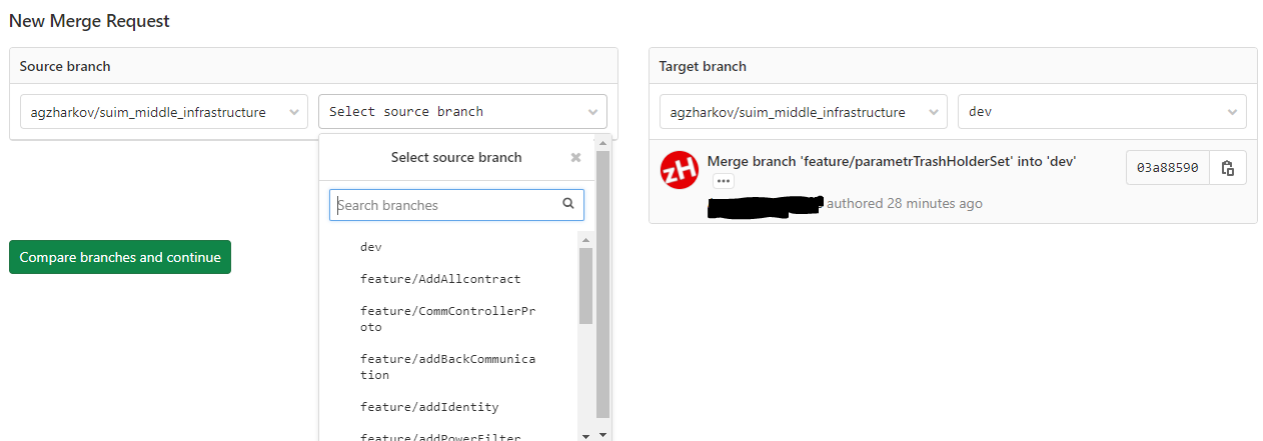 New Merge Request
Source branch
agzharkov/suim_middle_infrastructure
Select source branch
Select source branch
Search branches
dev
feature/AddAllcontract
feature/CommControllerPr
oto
feature/addBackCommunica
tion
feature/addIdentity
feature/addPowerFilter
Compare branches and continue
Target branch
agzharkov/suim_middle_infrastructure
dev
zH
Merge branch 'feature/parametrTrashHolderSet' into 'dev'
03a88590
authored 28 minutes ago